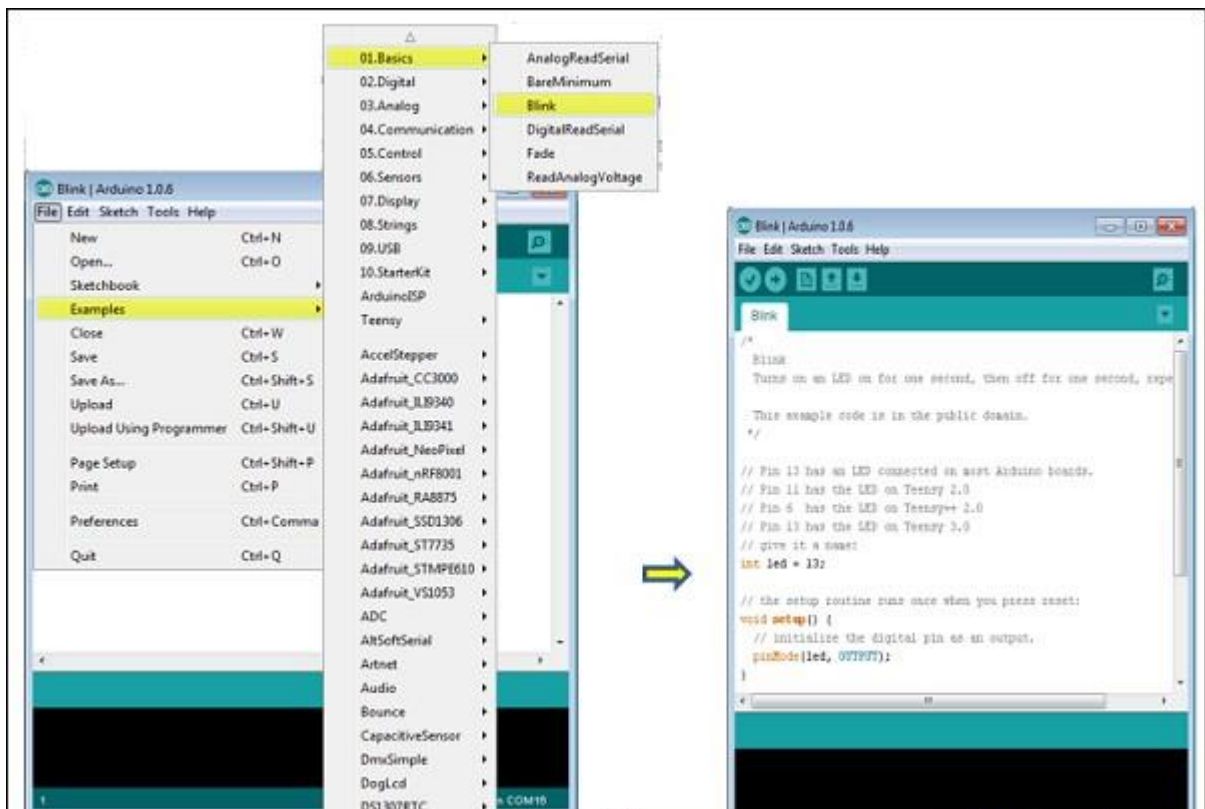 01.Basics
02.Digital
03.Analog
04.Communication
05.Control
06.Sensors
07.Display
08.Strings
09.USB
10.StarterKit
ArduinoISP
Teensy
AccelStepper
Adafruit_CC3000
Adafruit_ILI9340
Adafruit_ILI9341
Adafruit_NeoPixel
Adafruit_nRF8001
Adafruit_RA8875
Adafruit_SSD1306
Adafruit_ST7735
Adafruit_STMPE610
Adafruit_VS1053
ADC
AltSoftSerial
Artnet
Audio
Bounce
CapacitiveSensor
DmxSimple
DogLcd
DS1307RTC
AnalogReadSerial
BareMinimum
Blink
DigitalReadSerial
Fade
ReadAnalogVoltage
Blink | Arduino 1.0.6
File Edit Sketch Tools Help
New Ctrl+N
Open... Ctrl+O
Sketchbook
Examples
Close Ctrl+W
Save Ctrl+S
Save As... Ctrl+Shift+S
Upload Ctrl+U
Upload Using Programmer Ctrl+Shift+U
Page Setup Ctrl+Shift+P
Print Ctrl+P
Preferences Ctrl+Comma
Quit Ctrl+Q
1
COM16
Blink | Arduino 1.0.6
File Edit Sketch Tools Help
Blink
/*
Blink
Turns on an LED on for one second, then off for one second, repe
This example code is in the public domain.
*/
// Pin 13 has an LED connected on most Arduino boards.
// Pin 11 has the LED on Teensy 2.0
// Pin 6 has the LED on Teensy++ 2.0
// Pin 13 has the LED on Teensy 3.0
// give it a name:
int led = 13;
// the setup routine runs once when you press reset:
void setup() {
// initialize the digital pin as an output.
pinMode(led, OUTPUT);
}